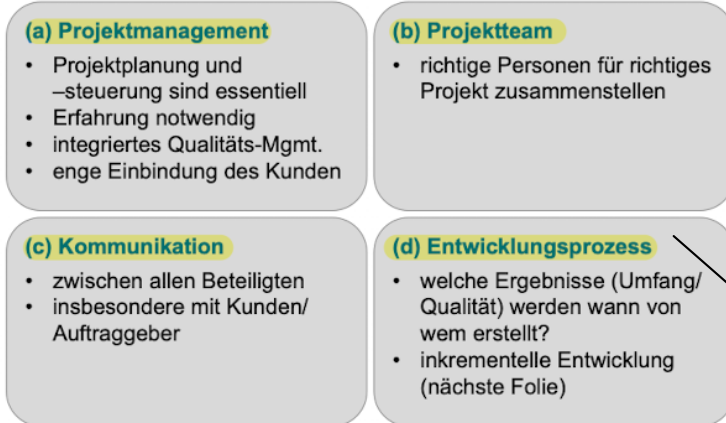 (a) Projektmanagement
• Projektplanung und
–steuerung sind essentiell
• Erfahrung notwendig
• integriertes Qualitäts-Mgmt.
• enge Einbindung des Kunden
(b) Projektteam
• richtige Personen für richtiges
Projekt zusammenstellen
(c) Kommunikation
• zwischen allen Beteiligten
• insbesondere mit Kunden/
Auftraggeber
(d) Entwicklungsprozess
• welche Ergebnisse (Umfang/
Qualität) werden wann von
wem erstellt?
• inkrementelle Entwicklung
(nächste Folie)